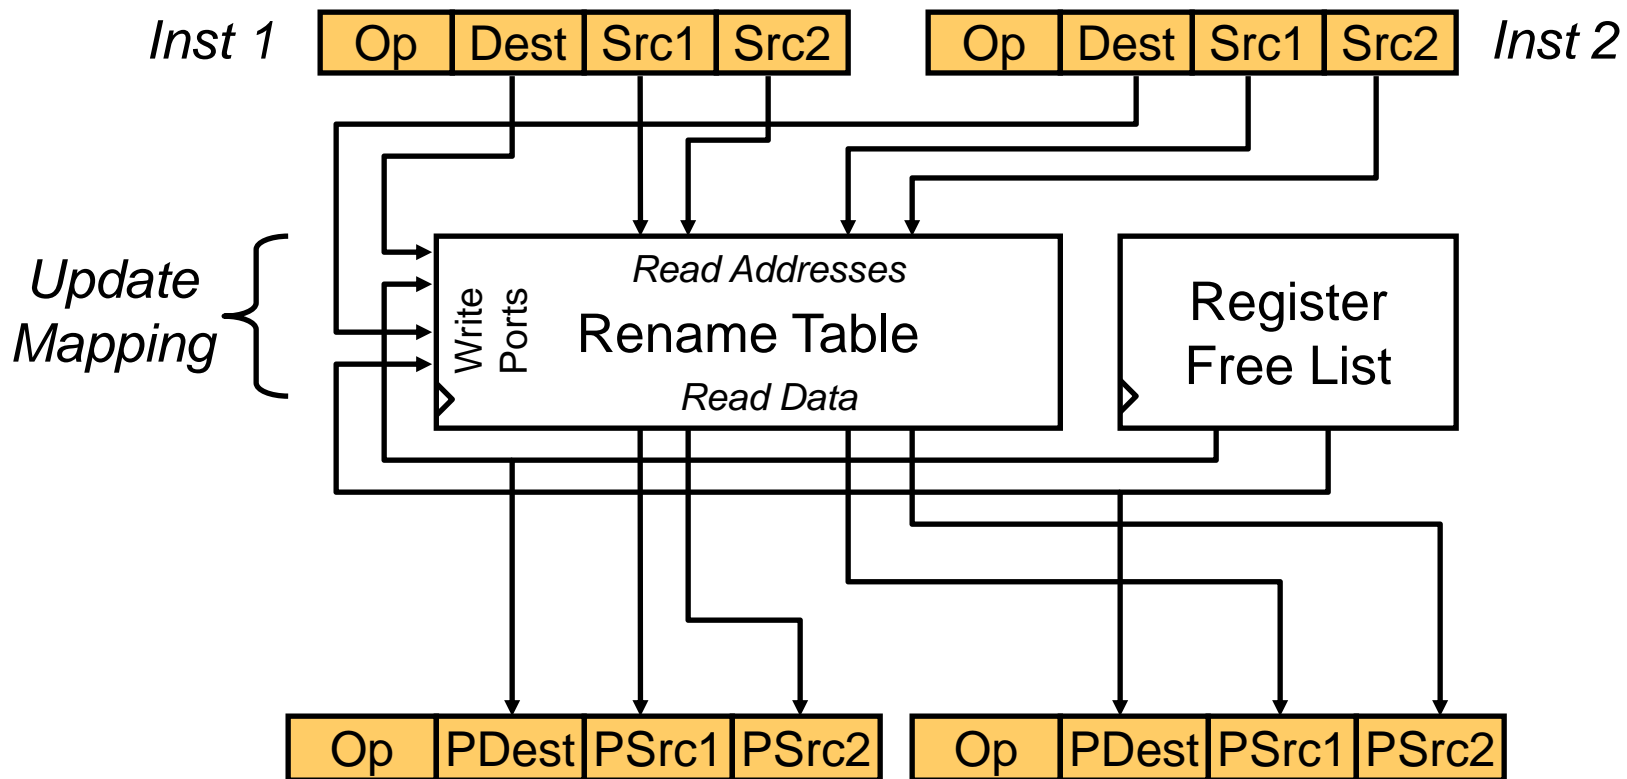 Inst 1 Op Dest Src1 Src2 Op Dest Src1 Src2 Inst 2
Update
Mapping
Write
Ports
Read Addresses
Rename Table
Read Data
Register
Free List
Op PDest PSrc1 PSrc2 Op PDest PSrc1 PSrc2